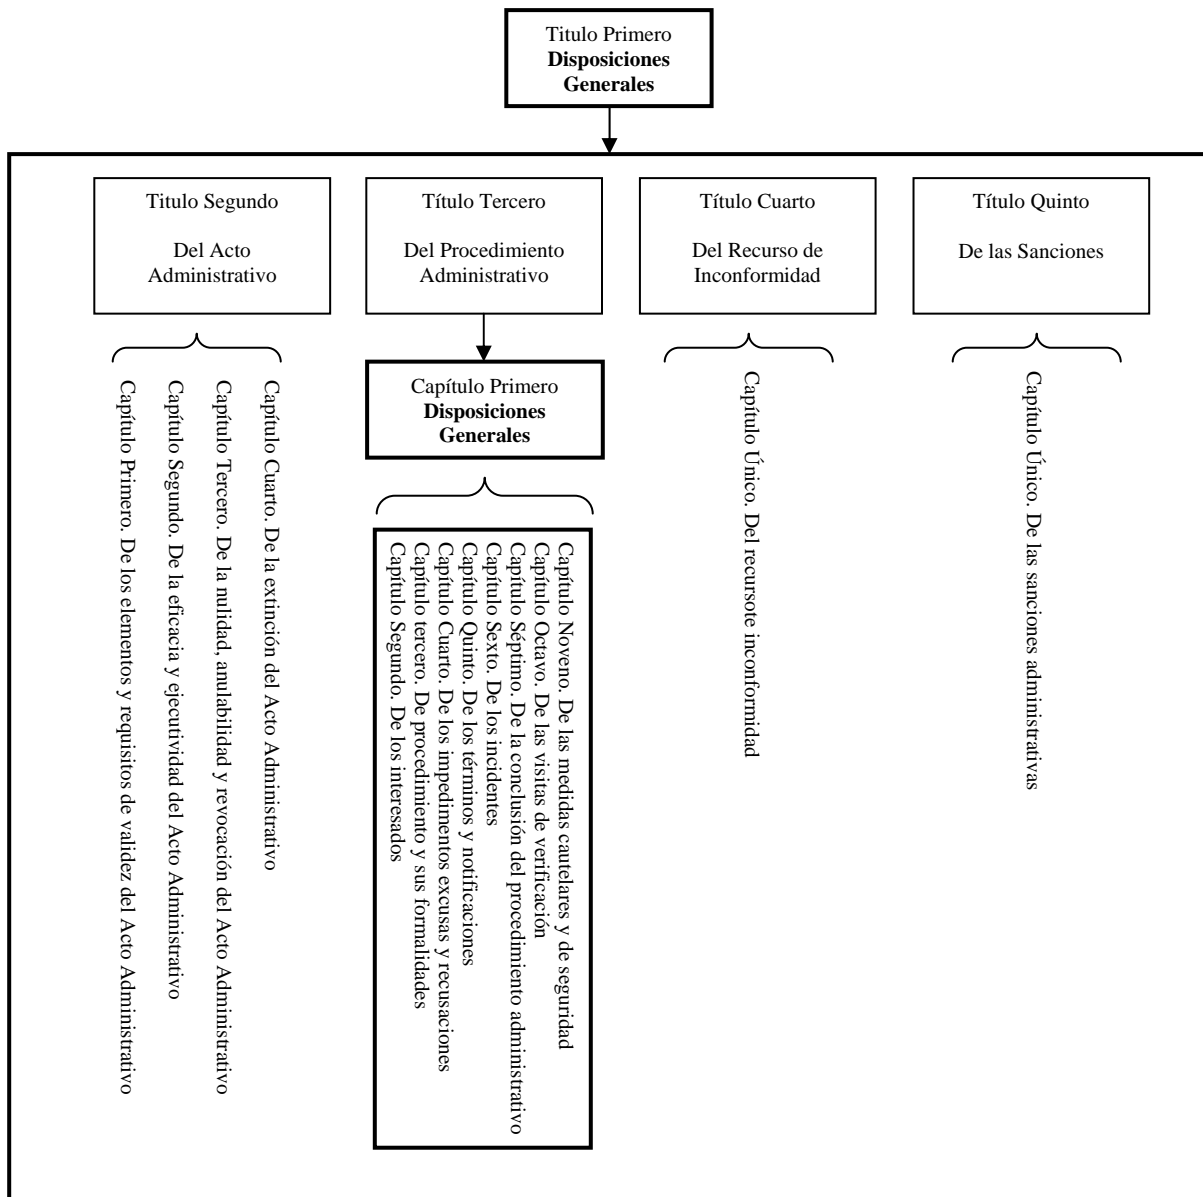 Titulo Primero
Disposiciones
Generales
Titulo Segundo
Del Acto
Administrativo
Título Tercero
Del Procedimiento
Administrativo
Título Cuarto
Del Recurso de
Inconformidad
Título Quinto
De las Sanciones
Capítulo Primero. De los elementos y requisitos de validez del Acto Administrativo
Capítulo Segundo. De la eficacia y ejecutividad del Acto Administrativo
Capítulo Tercero. De la nulidad, anulabilidad y revocación del Acto Administrativo
Capítulo Cuarto. De la extinción del Acto Administrativo
Capítulo Primero
Disposiciones
Generales
Capítulo Segundo. De los interesados
Capítulo tercero. De procedimiento y sus formalidades
Capítulo Cuarto. De los impedimentos excusas y recusaciones
Capítulo Quinto. De los términos y notificaciones
Capítulo Sexto. De los incidentes
Capítulo Séptimo. De la conclusión del procedimiento administrativo
Capítulo Octavo. De las visitas de verificación
Capítulo Noveno. De las medidas cautelares y de seguridad
Capítulo Único. Del recursote inconformidad
Capítulo Único. De las sanciones administrativas